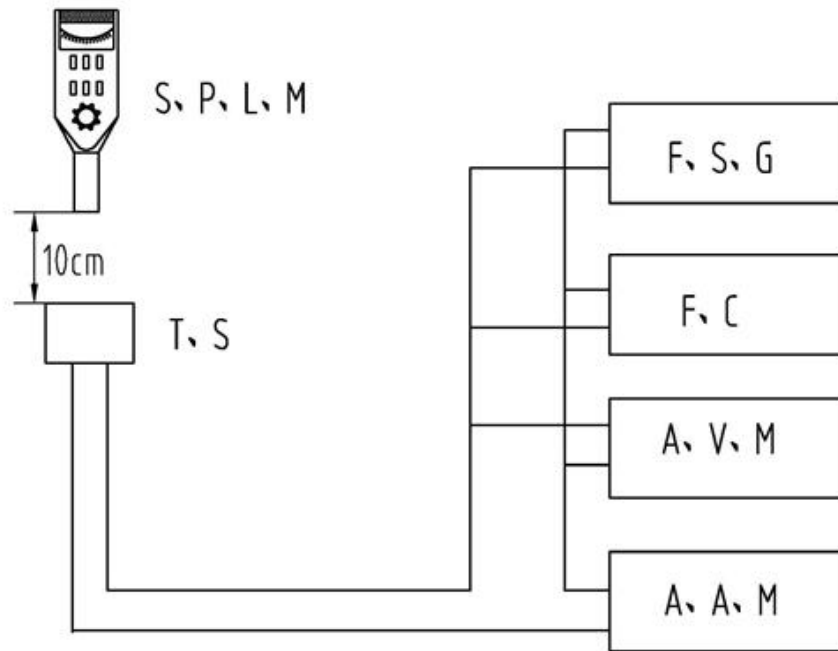 S、P、L、M
F、S、G
10cm
F、C
T、S
A、V、M
A、A、M